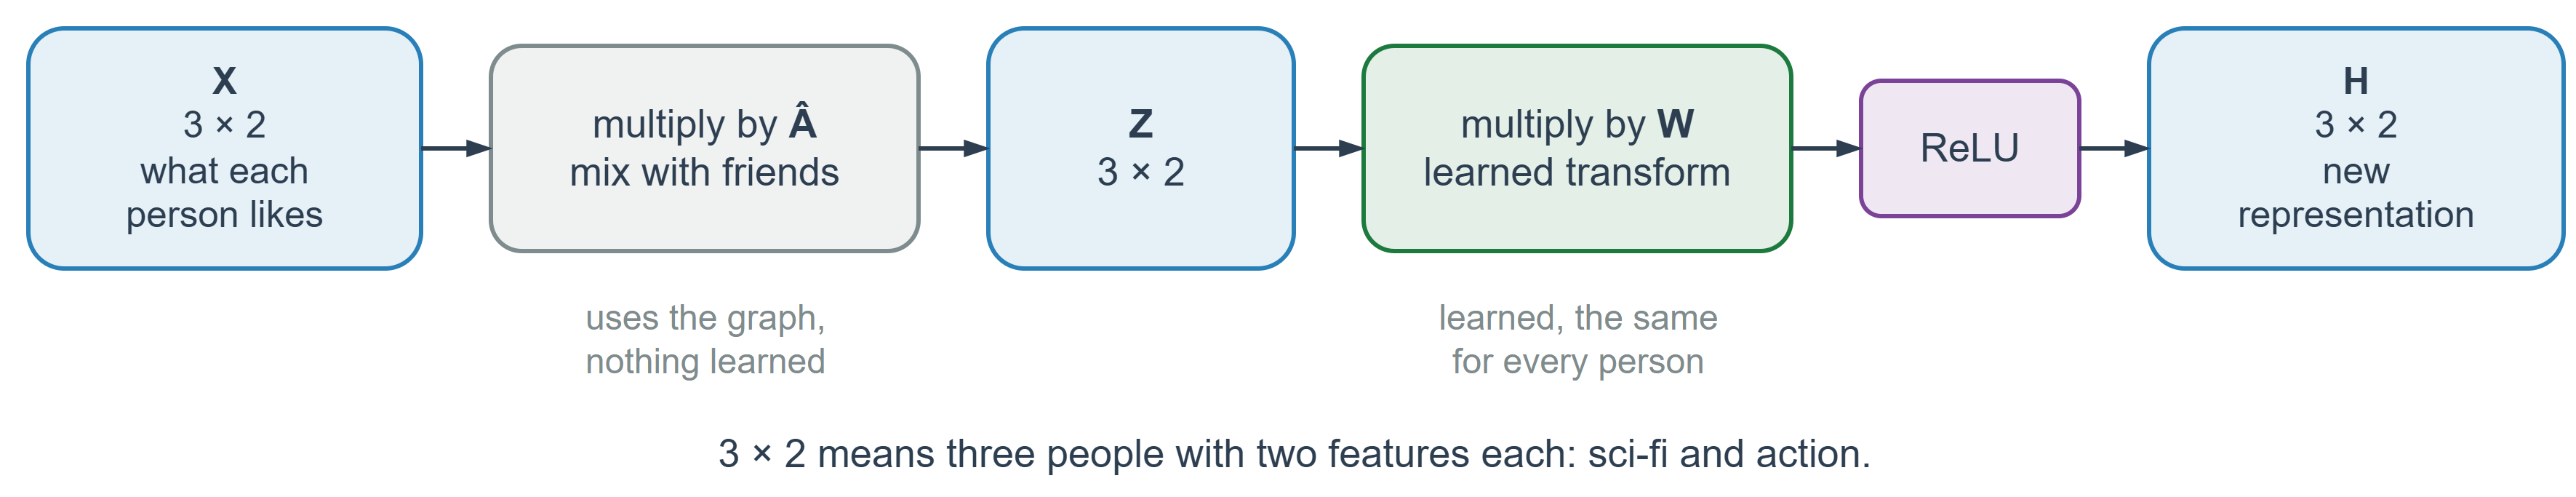 X
3 × 2
what each
person likes
multiply by Â
mix with friends
Z
3 × 2
multiply by W
learned transform
ReLU
H
3 × 2
new
representation
uses the graph,
nothing learned
learned, the same
for every person
3 × 2 means three people with two features each: sci-fi and action.